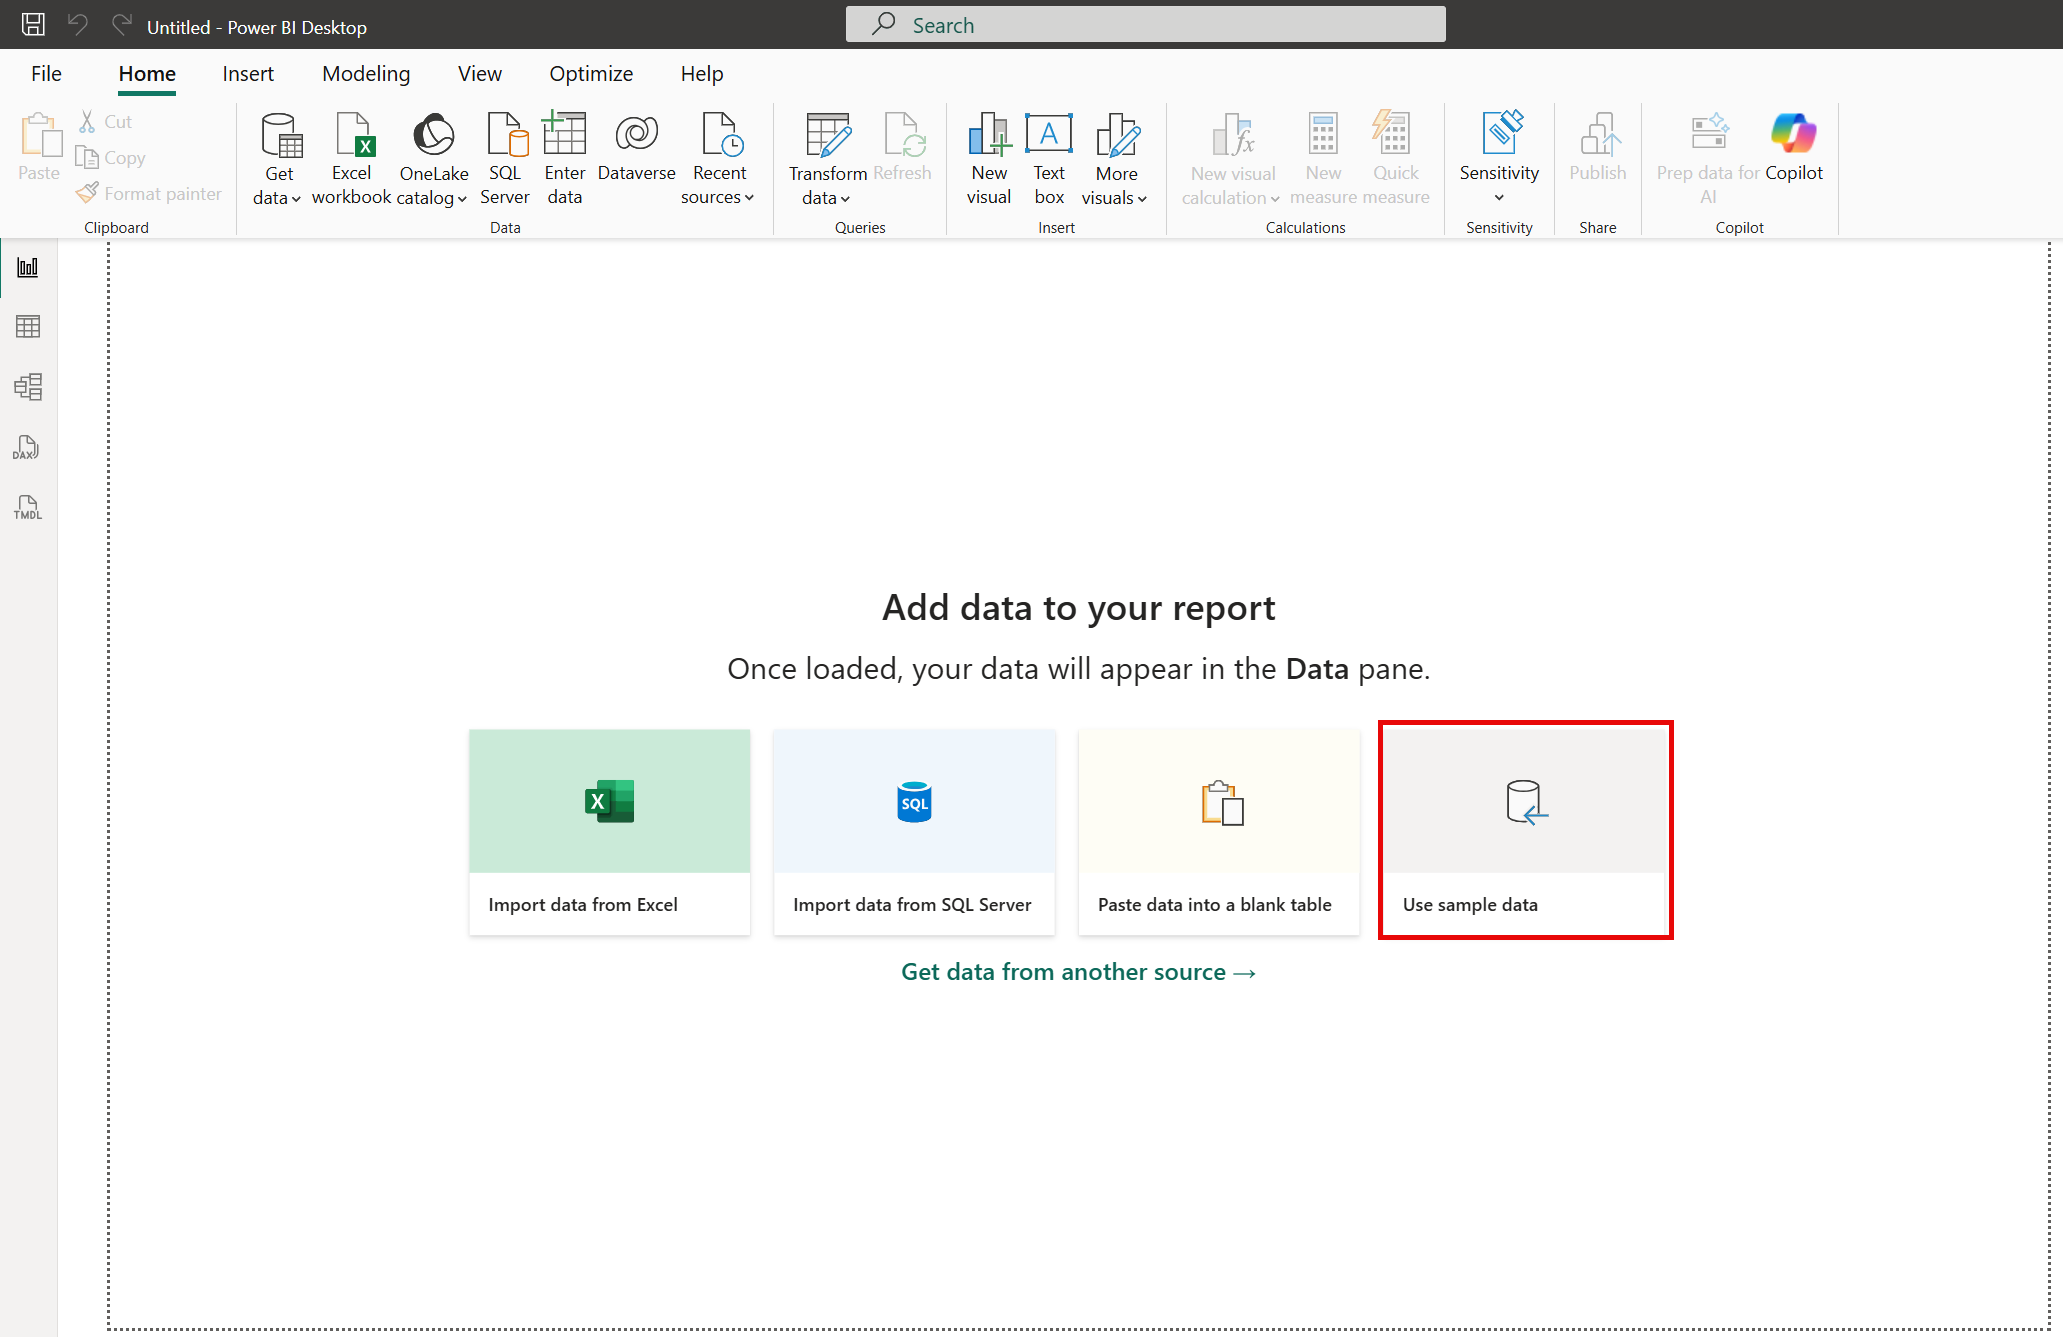 Untitled - Power BI Desktop
Search
File Home Insert Modeling View Optimize Help
Paste
Cut
Copy
Format painter
Clipboard
Get data
Excel workbook
OneLake catalog
SQL Server
Enter data
Dataverse
Recent sources
Data
Transform data
Refresh
Queries
New visual
Text box
More visuals
Insert
New visual calculation
New measure
Quick measure
Calculations
Sensitivity
Sensitivity
Publish
Share
Prep data for AI
Copilot
Copilot
DAX
TMDL
Add data to your report
Once loaded, your data will appear in the Data pane.
X
SQL
Import data from Excel
Import data from SQL Server
Paste data into a blank table
Use sample data
Get data from another source →